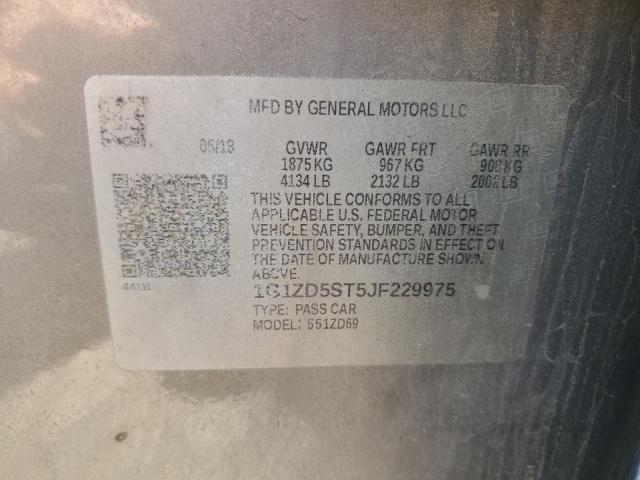 MFD BY GENERAL MOTORS LLC
05/18 GVWR GAWR FRT GAWR RR
1875 KG 967 KG 908 KG
4134 LB 2132 LB 2002 LB
THIS VEHICLE CONFORMS TO ALL
APPLICABLE U.S. FEDERAL MOTOR
VEHICLE SAFETY, BUMPER, AND THEFT
PREVENTION STANDARDS IN EFFECT ON
THE DATE OF MANUFACTURE SHOWN
ABOVE.
441B
1G1ZD5ST5JF229975
TYPE: PASS CAR
MODEL: 551ZD69